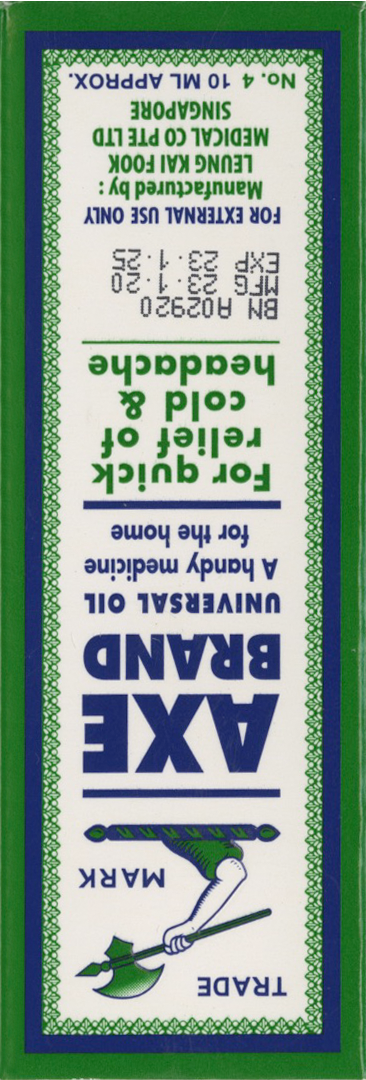 TRADE
MARK
AXE
BRAND
UNIVERSAL OIL
A handy medicine
for the home
For quick
relief of
cold &
headache
BN A02920
MFG 23.1.20
EXP 23.1.25
FOR EXTERNAL USE ONLY
Manufactured by :
LEUNG KAI FOOK
MEDICAL CO PTE LTD
SINGAPORE
No. 4 10 ML APPROX.